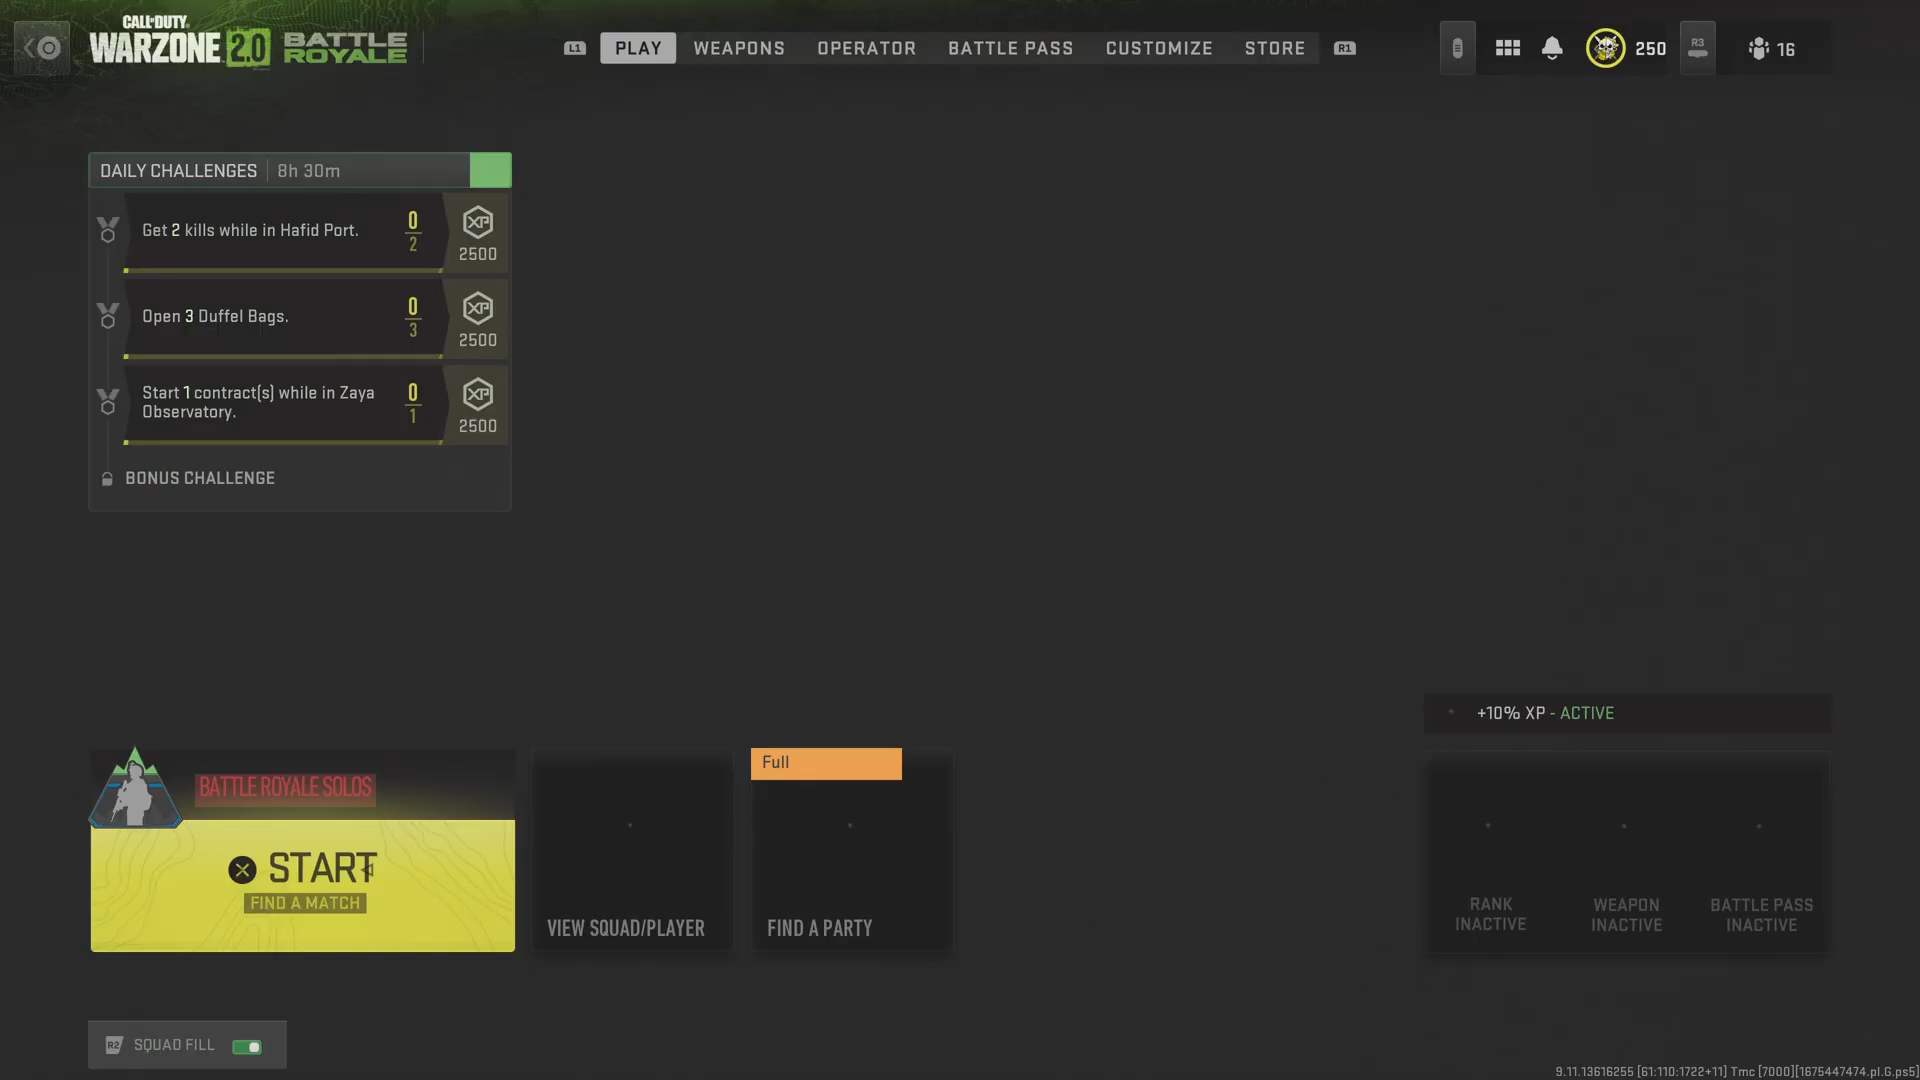 CALL OF DUTY
WARZONE 2.0 BATTLE ROYALE
L1 PLAY WEAPONS OPERATOR BATTLE PASS CUSTOMIZE STORE R1
250 R3 16
DAILY CHALLENGES 8h 30m
Get 2 kills while in Hafid Port. 0/2 XP 2500
Open 3 Duffel Bags. 0/3 XP 2500
Start 1 contract(s) while in Zaya
Observatory. 0/1 XP 2500
BONUS CHALLENGE
+10% XP - ACTIVE
BATTLE ROYALE SOLOS
START
FIND A MATCH
VIEW SQUAD/PLAYER
Full
FIND A PARTY
RANK
INACTIVE
WEAPON
INACTIVE
BATTLE PASS
INACTIVE
R2 SQUAD FILL
9.11.13616255 [61:110:1722+11] Tmc [7000][1675447474.pl.G.ps5]